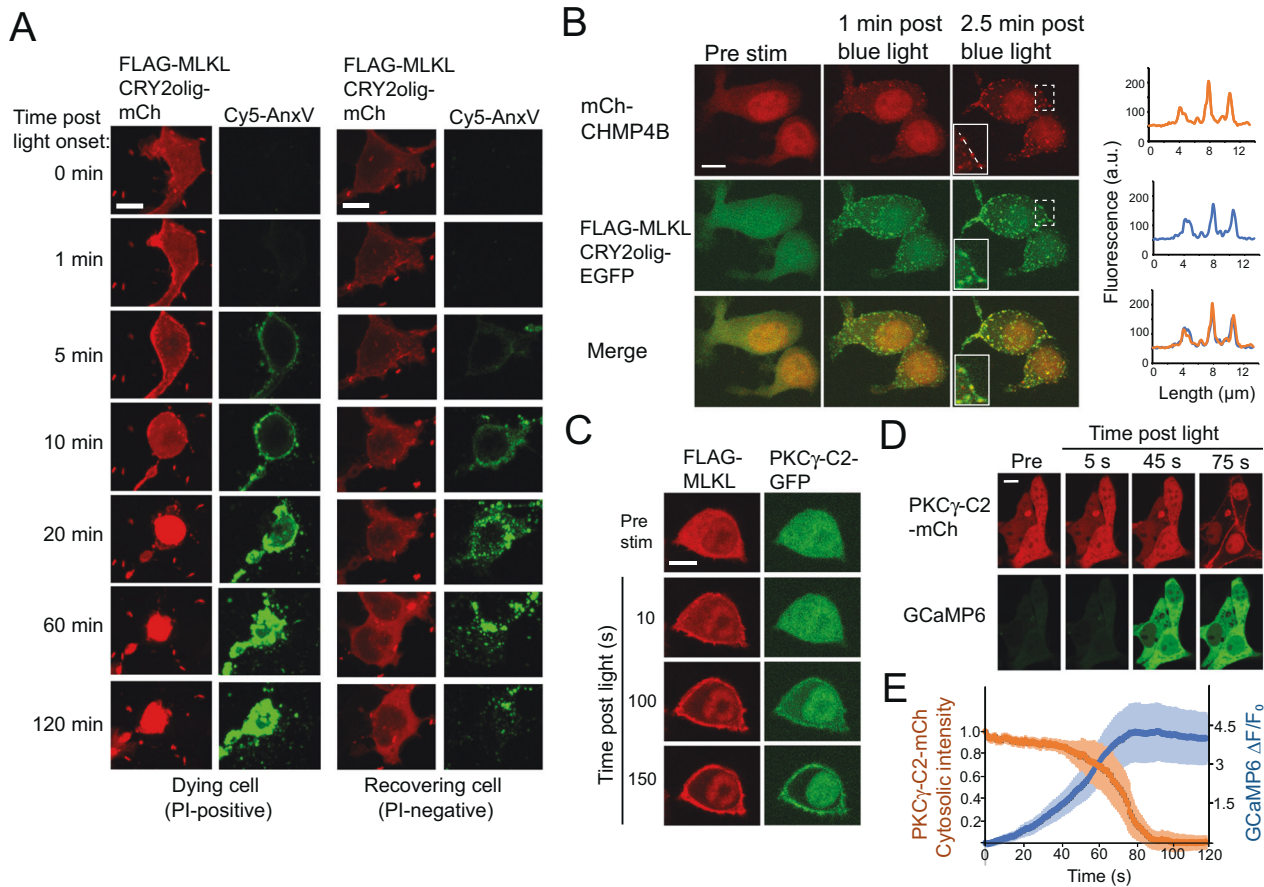 A
FLAG-MLKL
CRY2olig-
mCh
Cy5-AnxV
FLAG-MLKL
CRY2olig-
mCh
Cy5-AnxV
Time post
light onset:
0 min
1 min
5 min
10 min
20 min
60 min
120 min
Dying cell
(PI-positive)
Recovering cell
(PI-negative)
B
Pre stim
1 min post
blue light
2.5 min post
blue light
mCh-
CHMP4B
FLAG-MLKL
CRY2olig-
EGFP
Merge
Fluorescence (a.u.)
200
100
0
0 4 8 12
200
100
0
0 4 8 12
200
100
0
0 4 8 12
Length (µm)
C
FLAG-
MLKL
PKCγ-C2-
GFP
Pre
stim
Time post light (s)
10
100
150
D
Time post light
Pre 5 s 45 s 75 s
PKCγ-C2
-mCh
GCaMP6
E
PKCγ-C2-mCh
Cytosolic intensity
1.0
0.8
0.6
0.4
0.2
0 20 40 60 80 100 120
Time (s)
4.5
3
1.5
0
GCaMP6 ΔF/F₀